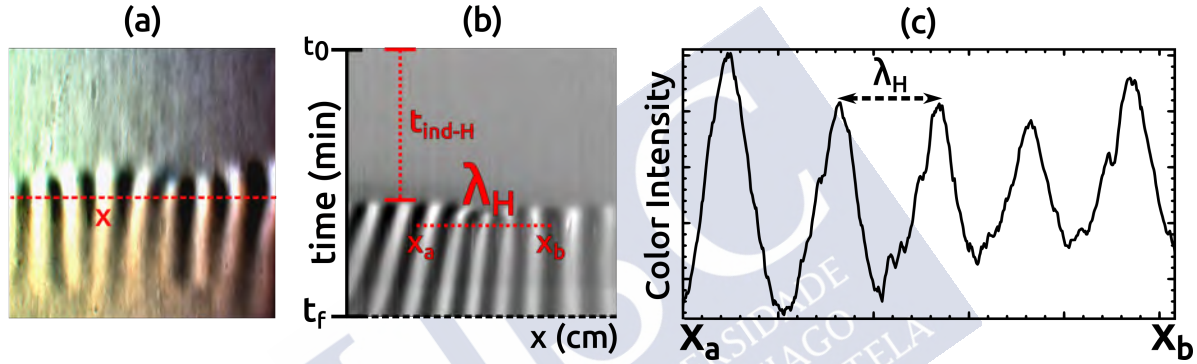 (a)
(b)
(c)
x
t0
time (min)
tf
tind-H
λH
xa
xb
x (cm)
Color Intensity
λH
xa
xb